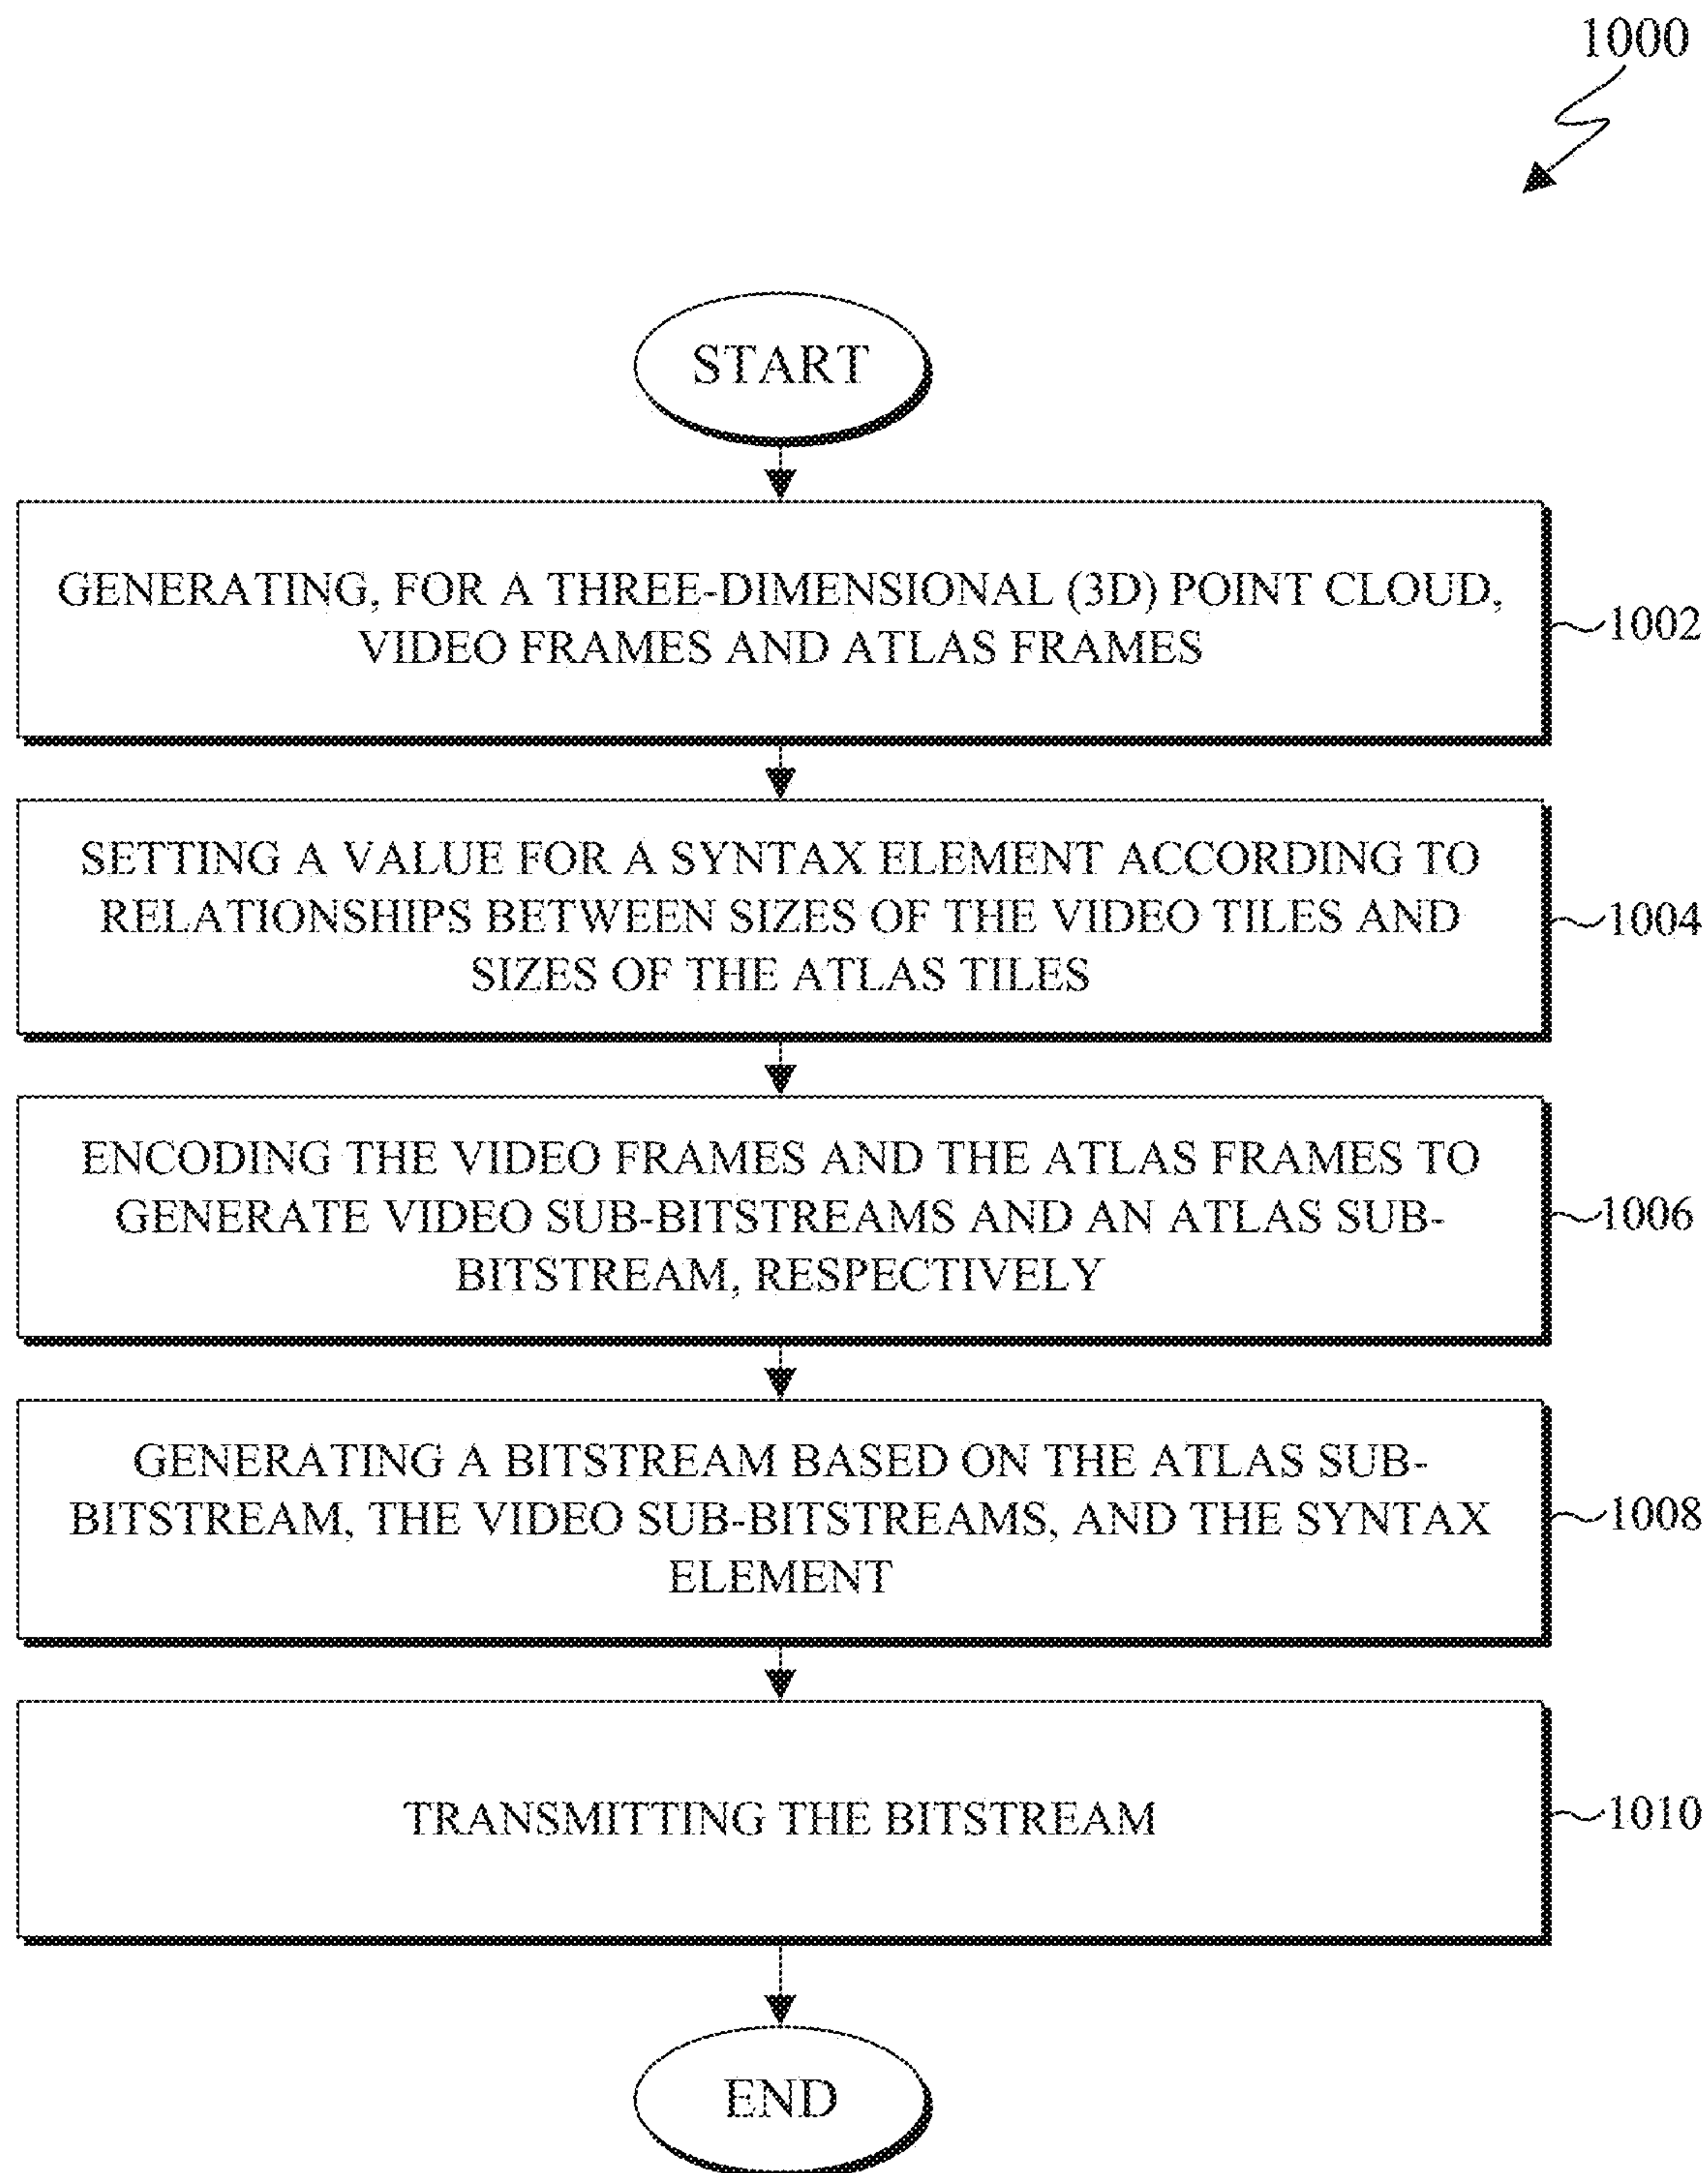 1000
START
GENERATING, FOR A THREE-DIMENSIONAL (3D) POINT CLOUD,
VIDEO FRAMES AND ATLAS FRAMES
1002
SETTING A VALUE FOR A SYNTAX ELEMENT ACCORDING TO
RELATIONSHIPS BETWEEN SIZES OF THE VIDEO TILES AND
SIZES OF THE ATLAS TILES
1004
ENCODING THE VIDEO FRAMES AND THE ATLAS FRAMES TO
GENERATE VIDEO SUB-BITSTREAMS AND AN ATLAS SUB-
BITSTREAM, RESPECTIVELY
1006
GENERATING A BITSTREAM BASED ON THE ATLAS SUB-
BITSTREAM, THE VIDEO SUB-BITSTREAMS, AND THE SYNTAX
ELEMENT
1008
TRANSMITTING THE BITSTREAM
1010
END